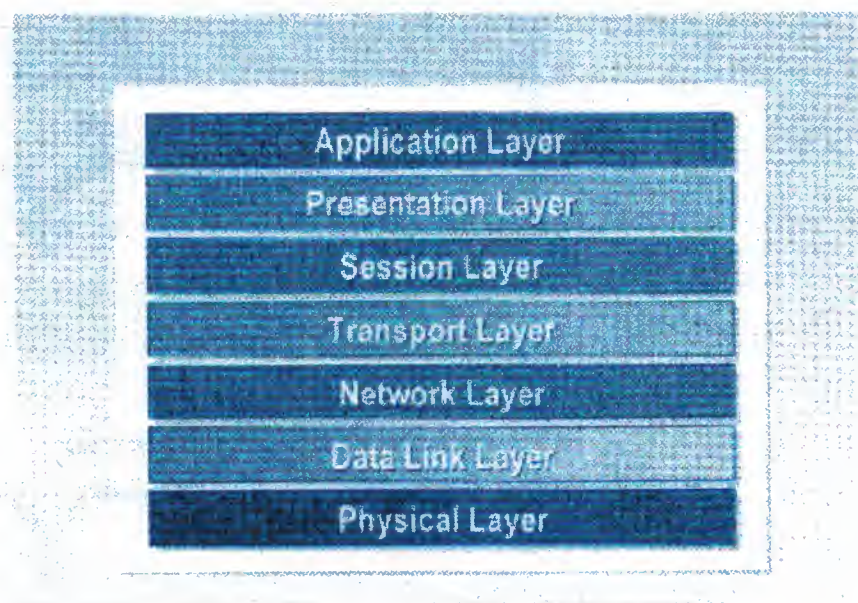 Application Layer
Presentation Layer
Session Layer
Transport Layer
Network Layer
Data Link Layer
Physical Layer